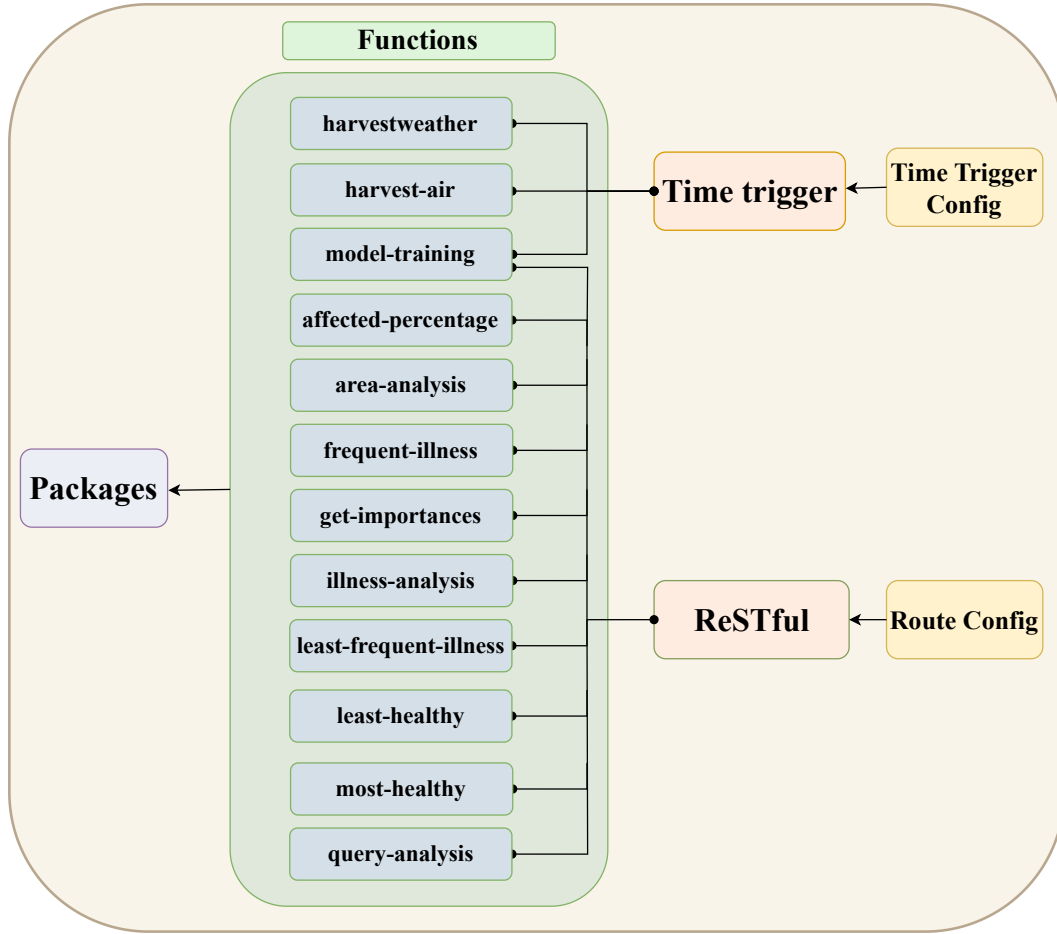 Functions
harvestweather
harvest-air
model-training
affected-percentage
area-analysis
frequent-illness
get-importances
illness-analysis
least-frequent-illness
least-healthy
most-healthy
query-analysis
Packages
Time trigger
Time Trigger
Config
ReSTful
Route Config